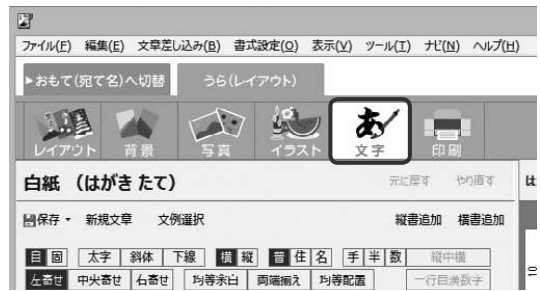 ファイル(F) 編集(E) 文章差し込み(B) 書式設定(O) 表示(V) ツール(T) ナビ(N) ヘルプ(H)
▶おもて(宛て名)へ切替 うら(レイアウト)
あ
レイアウト 背景 写真 イラスト 文字 印刷
白紙 (はがき たて) 元に戻す やり直す は
保存 新規文章 文例選択 縦書追加 横書追加
自 固 太字 斜体 下線 横 縦 普 住 名 手 半 数 縦中横
左寄せ 中央寄せ 右寄せ 均等余白 両端揃え 均等配置 一行目漢数字
10